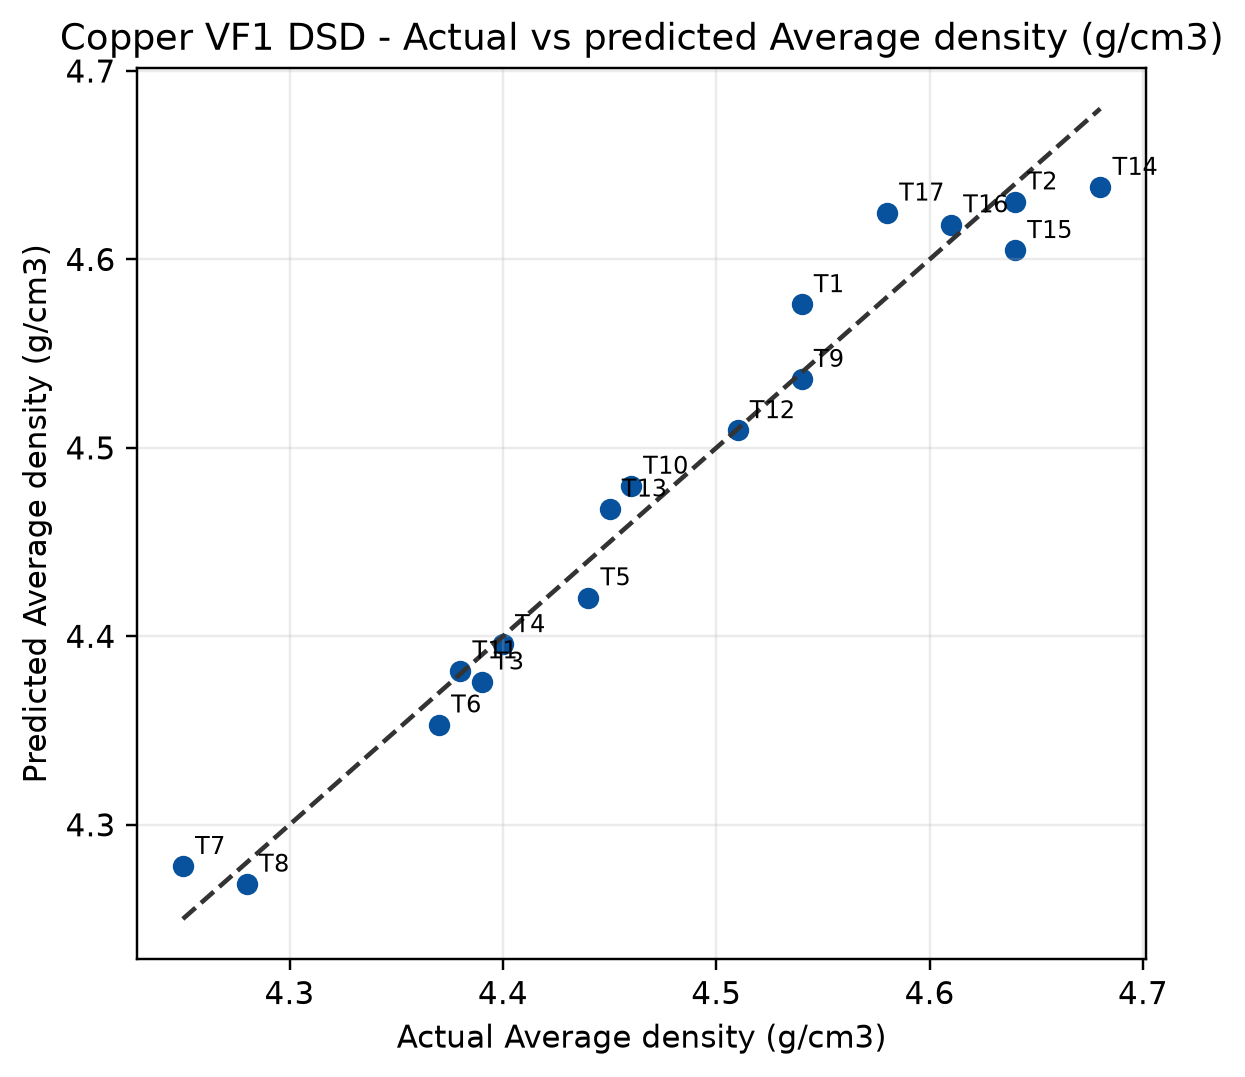 Copper VF1 DSD - Actual vs predicted Average density (g/cm3)
4.7
T14
T2
T17
T16
T15
4.6
T1
T9
T12
4.5
T10
T13
T5
T4
4.4
T11
T3
T6
4.3
T7
T8
Predicted Average density (g/cm3)
4.3 4.4 4.5 4.6 4.7
Actual Average density (g/cm3)